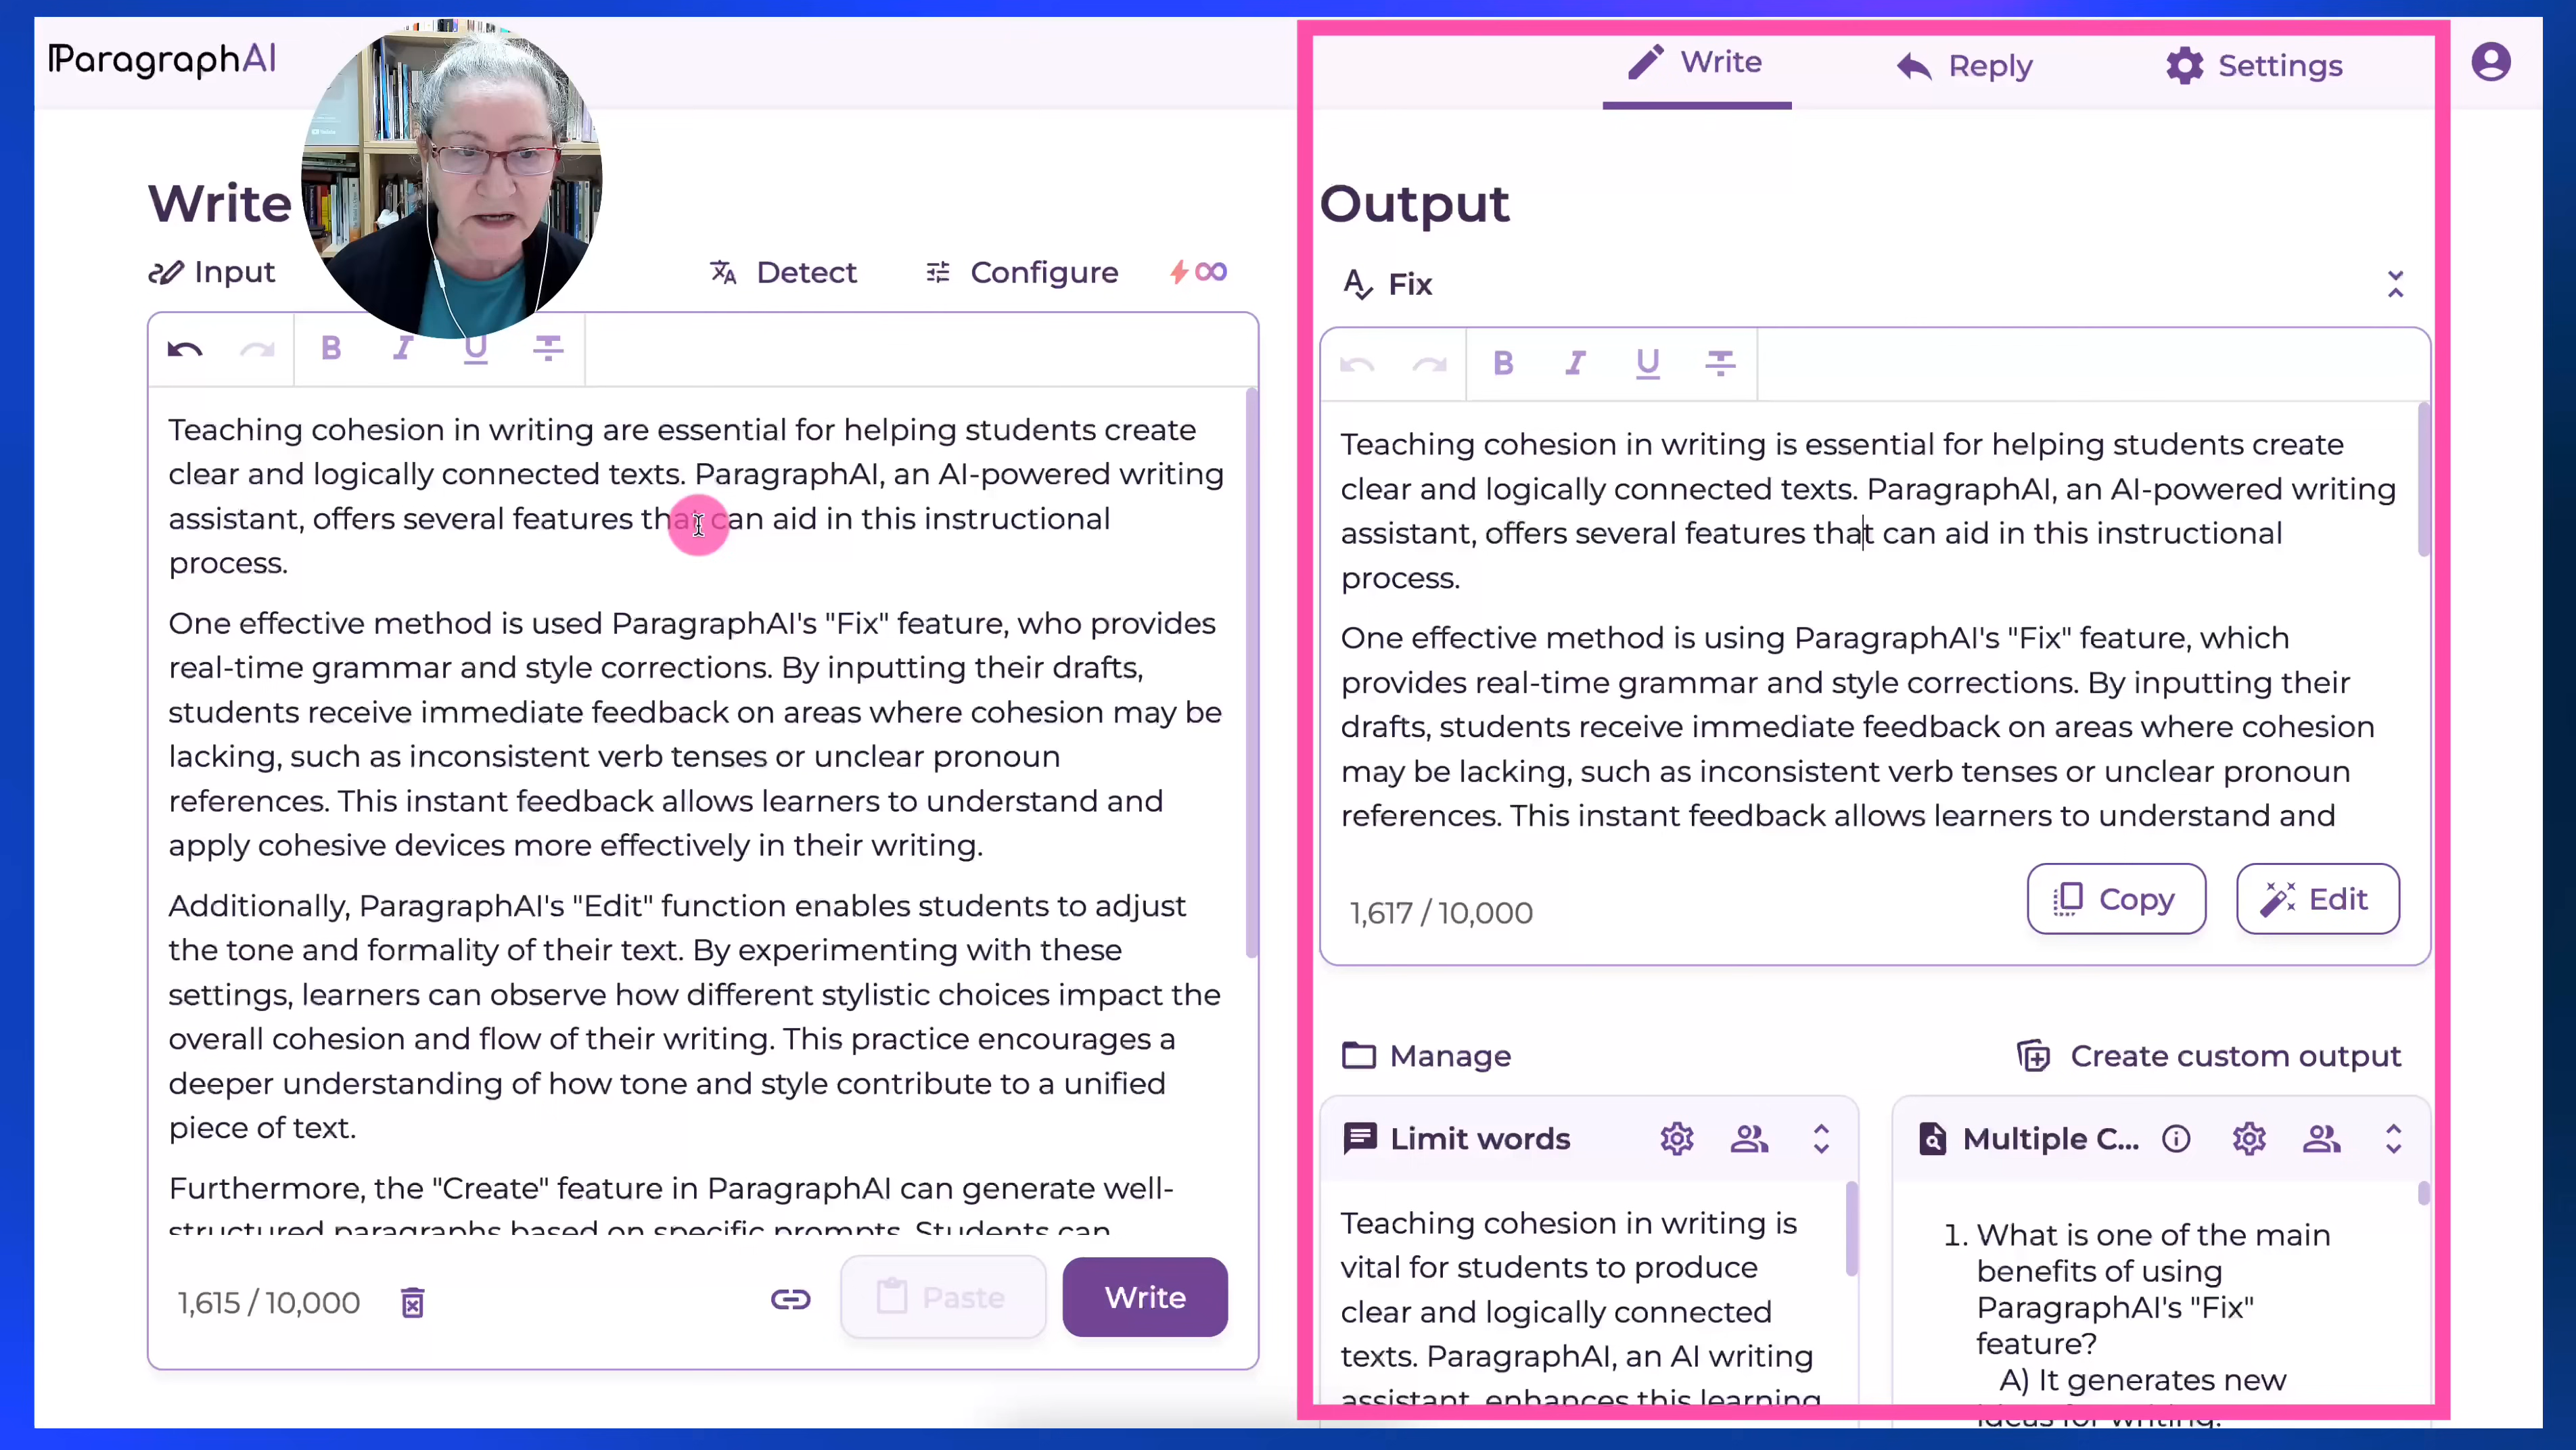 ParagraphAI
Write
Reply
Settings
Write
Input
Detect
Configure
B I U
Teaching cohesion in writing are essential for helping students create
clear and logically connected texts. ParagraphAI, an AI-powered writing
assistant, offers several features that can aid in this instructional
process.
One effective method is used ParagraphAI's "Fix" feature, who provides
real-time grammar and style corrections. By inputting their drafts,
students receive immediate feedback on areas where cohesion may be
lacking, such as inconsistent verb tenses or unclear pronoun
references. This instant feedback allows learners to understand and
apply cohesive devices more effectively in their writing.
Additionally, ParagraphAI's "Edit" function enables students to adjust
the tone and formality of their text. By experimenting with these
settings, learners can observe how different stylistic choices impact the
overall cohesion and flow of their writing. This practice encourages a
deeper understanding of how tone and style contribute to a unified
piece of text.
Furthermore, the "Create" feature in ParagraphAI can generate well-
structured paragraphs based on specific prompts. Students can
1,615 / 10,000
Paste
Write
Output
Fix
B I U
Teaching cohesion in writing is essential for helping students create
clear and logically connected texts. ParagraphAI, an AI-powered writing
assistant, offers several features that can aid in this instructional
process.
One effective method is using ParagraphAI's "Fix" feature, which
provides real-time grammar and style corrections. By inputting their
drafts, students receive immediate feedback on areas where cohesion
may be lacking, such as inconsistent verb tenses or unclear pronoun
references. This instant feedback allows learners to understand and
1,617 / 10,000
Copy
Edit
Manage
Create custom output
Limit words
Teaching cohesion in writing is
vital for students to produce
clear and logically connected
texts. ParagraphAI, an AI writing
assistant, enhances this learning
Multiple C...
1. What is one of the main
benefits of using
ParagraphAI's "Fix"
feature?
A) It generates new
ideas for writing.